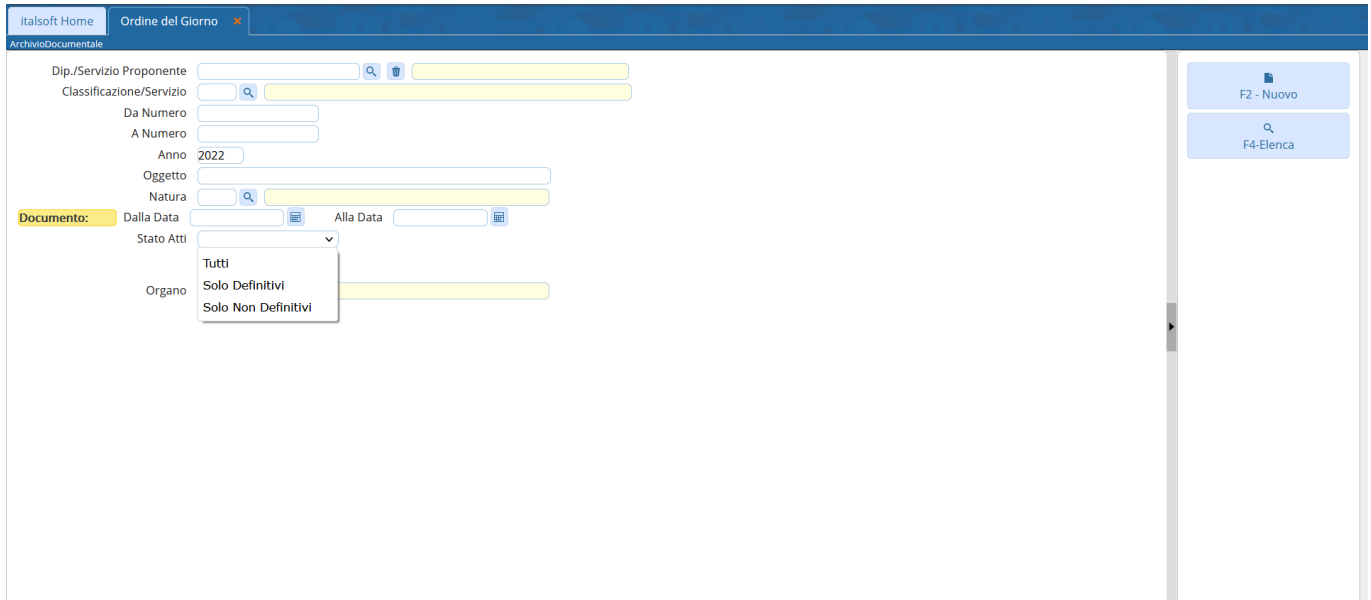 italsoft Home
Ordine del Giorno
ArchivioDocumentale
Dip./Servizio Proponente
Classificazione/Servizio
Da Numero
A Numero
Anno 2022
Oggetto
Natura
Documento: Dalla Data Alla Data
Stato Atti
Tutti
Solo Definitivi
Organo
Solo Non Definitivi
F2 - Nuovo
F4-Elenca